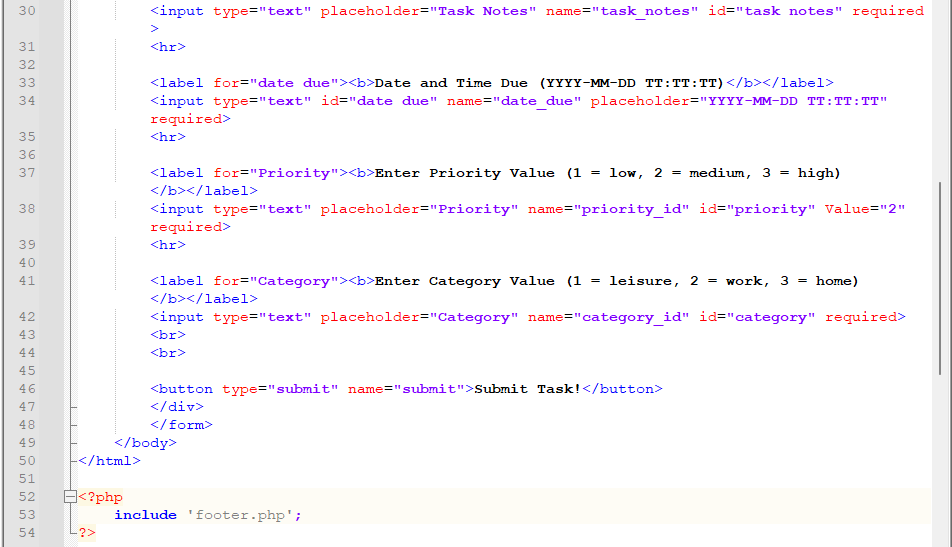 30 <input type="text" placeholder="Task Notes" name="task_notes" id="task notes" required
>
31 <hr>
32
33 <label for="date due"><b>Date and Time Due (YYYY-MM-DD TT:TT:TT)</b></label>
34 <input type="text" id="date due" name="date_due" placeholder="YYYY-MM-DD TT:TT:TT"
required>
35 <hr>
36
37 <label for="Priority"><b>Enter Priority Value (1 = low, 2 = medium, 3 = high)
</b></label>
38 <input type="text" placeholder="Priority" name="priority_id" id="priority" Value="2"
required>
39 <hr>
40
41 <label for="Category"><b>Enter Category Value (1 = leisure, 2 = work, 3 = home)
</b></label>
42 <input type="text" placeholder="Category" name="category_id" id="category" required>
43 <br>
44 <br>
45
46 <button type="submit" name="submit">Submit Task!</button>
47 </div>
48 </form>
49 </body>
50 </html>
51
52 <?php
53 include 'footer.php';
54 ?>